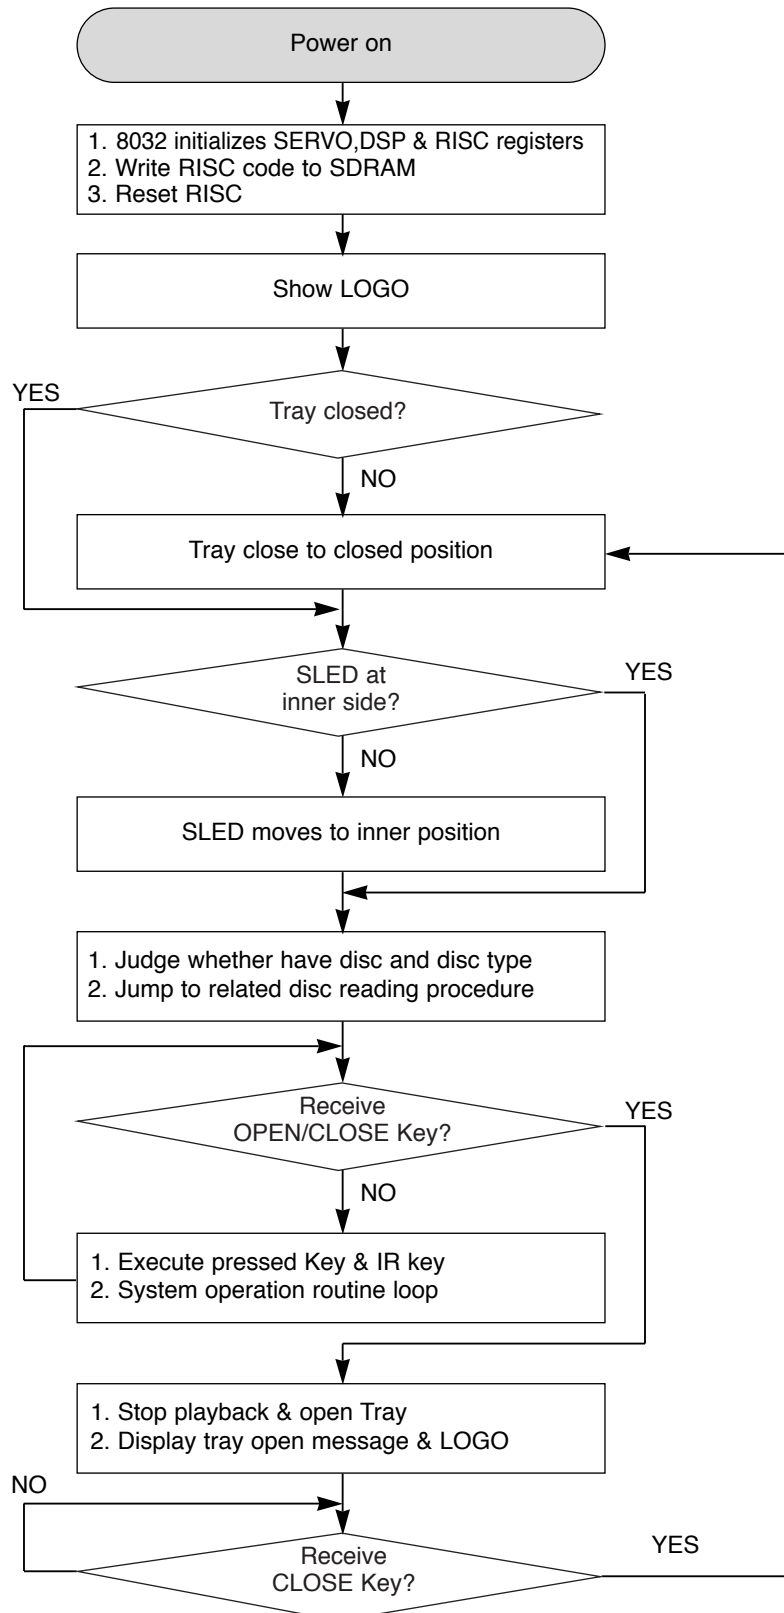 Power on
1. 8032 initializes SERVO,DSP & RISC registers
2. Write RISC code to SDRAM
3. Reset RISC
Show LOGO
YES
Tray closed?
NO
Tray close to closed position
SLED at
inner side?
YES
NO
SLED moves to inner position
1. Judge whether have disc and disc type
2. Jump to related disc reading procedure
Receive
OPEN/CLOSE Key?
YES
NO
1. Execute pressed Key & IR key
2. System operation routine loop
1. Stop playback & open Tray
2. Display tray open message & LOGO
NO
Receive
CLOSE Key?
YES